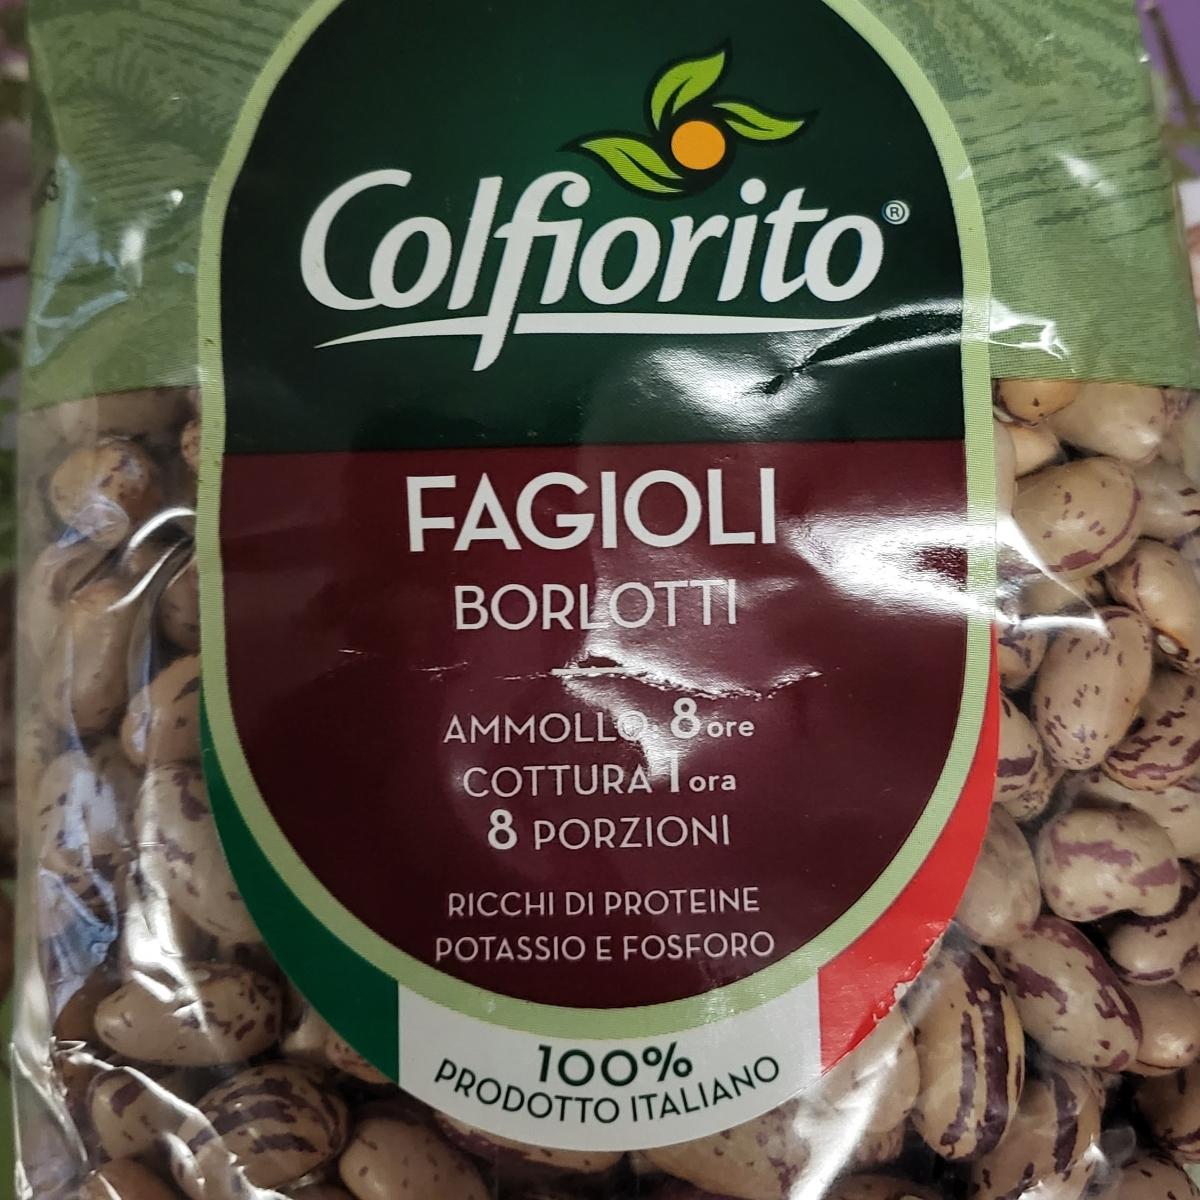 Colfiorito®
FAGIOLI
BORLOTTI
AMMOLLO 8 ore
COTTURA 1 ora
8 PORZIONI
RICCHI DI PROTEINE
POTASSIO E FOSFORO
100%
PRODOTTO ITALIANO